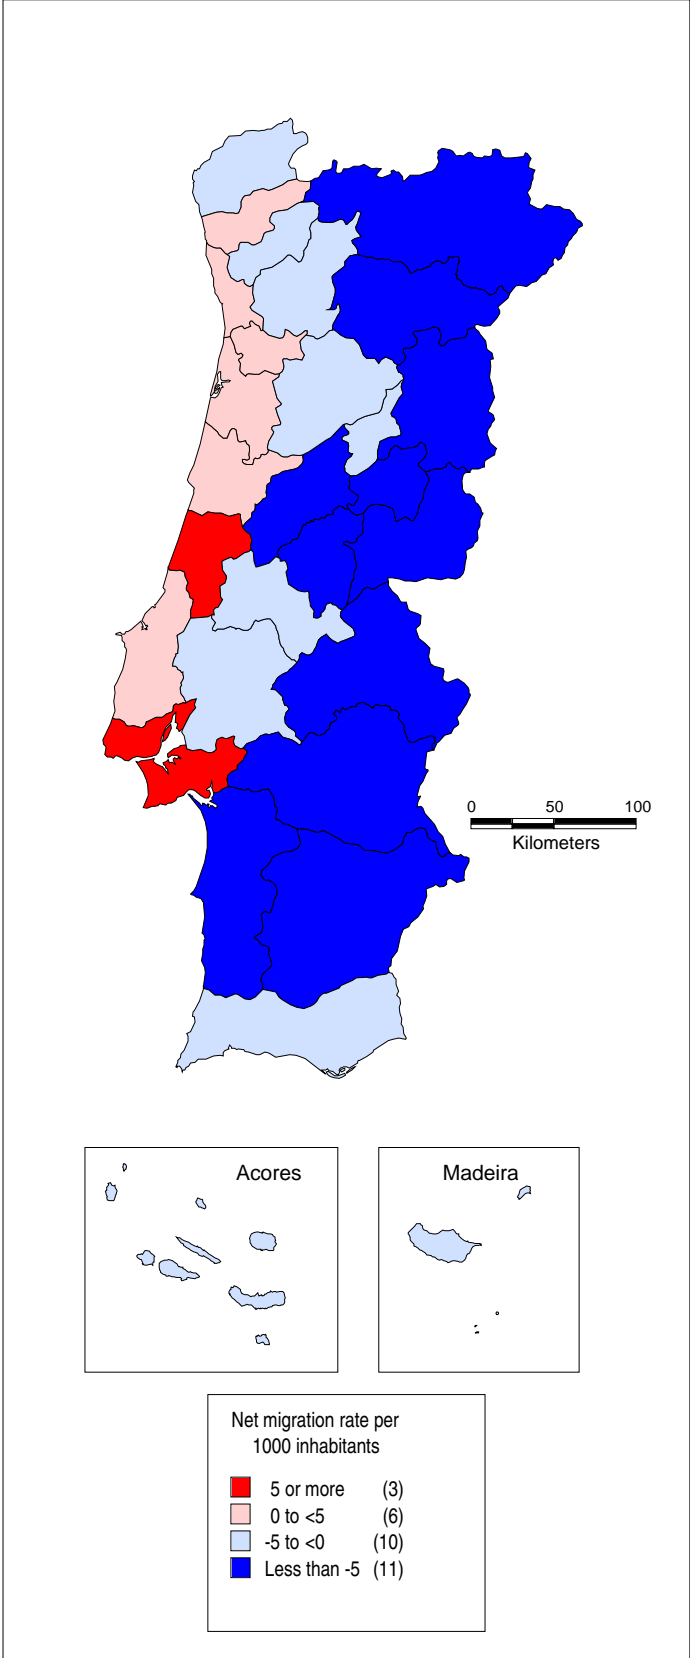 0 50 100
Kilometers
Acores
Madeira
Net migration rate per
1000 inhabitants
5 or more (3)
0 to <5 (6)
-5 to <0 (10)
Less than -5 (11)